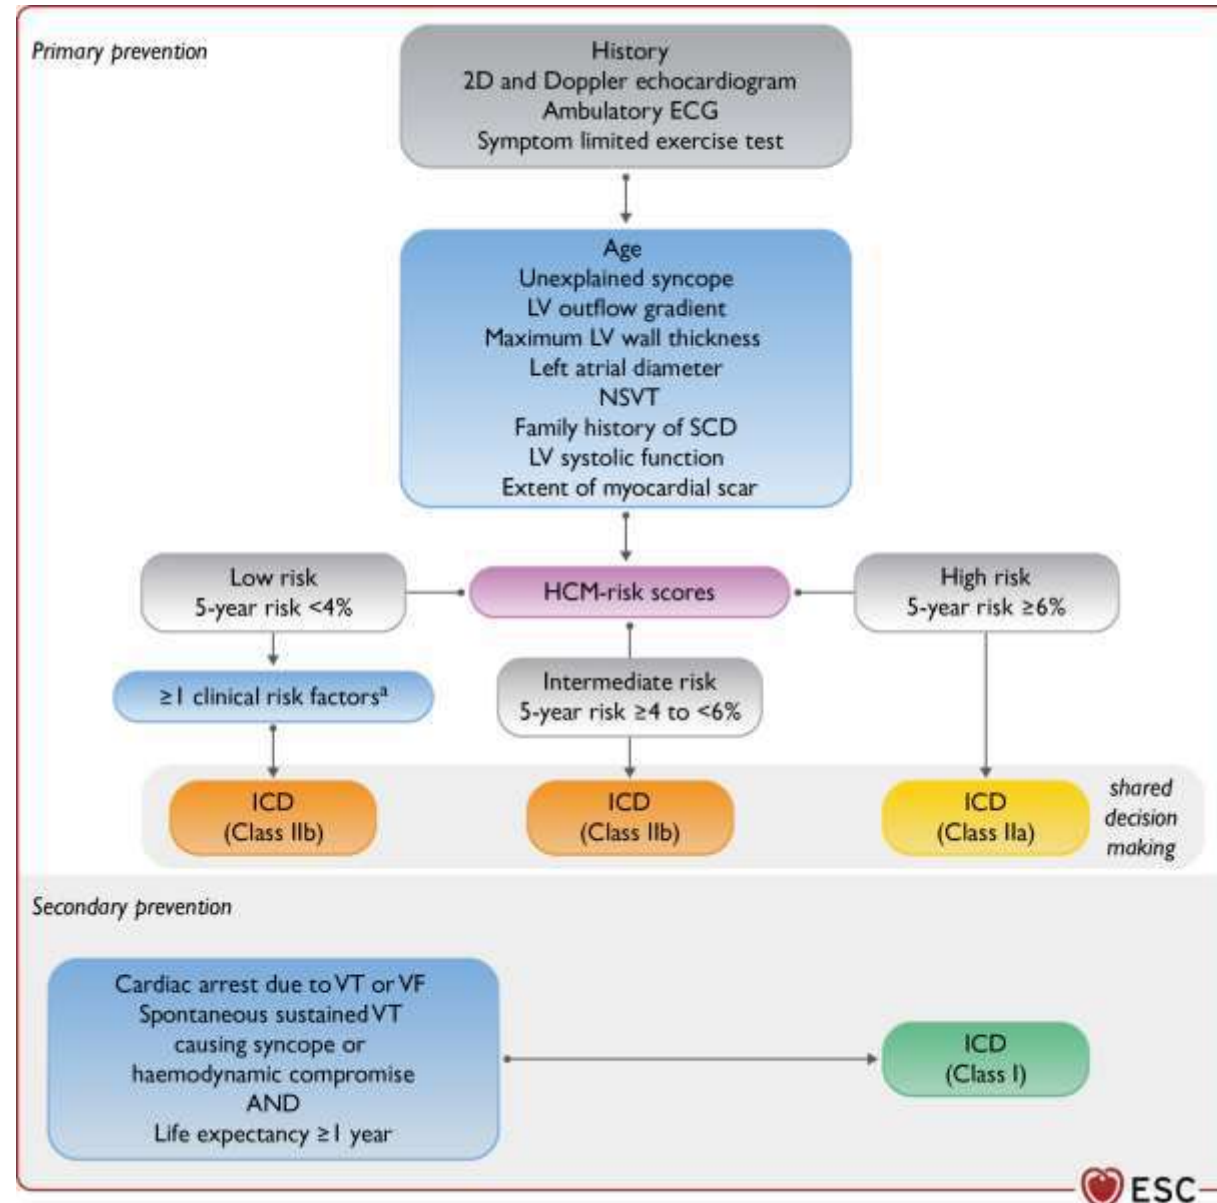 Primary prevention
History
2D and Doppler echocardiogram
Ambulatory ECG
Symptom limited exercise test
Age
Unexplained syncope
LV outflow gradient
Maximum LV wall thickness
Left atrial diameter
NSVT
Family history of SCD
LV systolic function
Extent of myocardial scar
Low risk
5-year risk <4%
HCM-risk scores
High risk
5-year risk ≥6%
≥1 clinical risk factorsᵃ
Intermediate risk
5-year risk ≥4 to <6%
ICD
(Class IIb)
ICD
(Class IIb)
ICD
(Class IIa)
shared
decision
making
Secondary prevention
Cardiac arrest due to VT or VF
Spontaneous sustained VT
causing syncope or
haemodynamic compromise
AND
Life expectancy ≥1 year
ICD
(Class I)
ESC